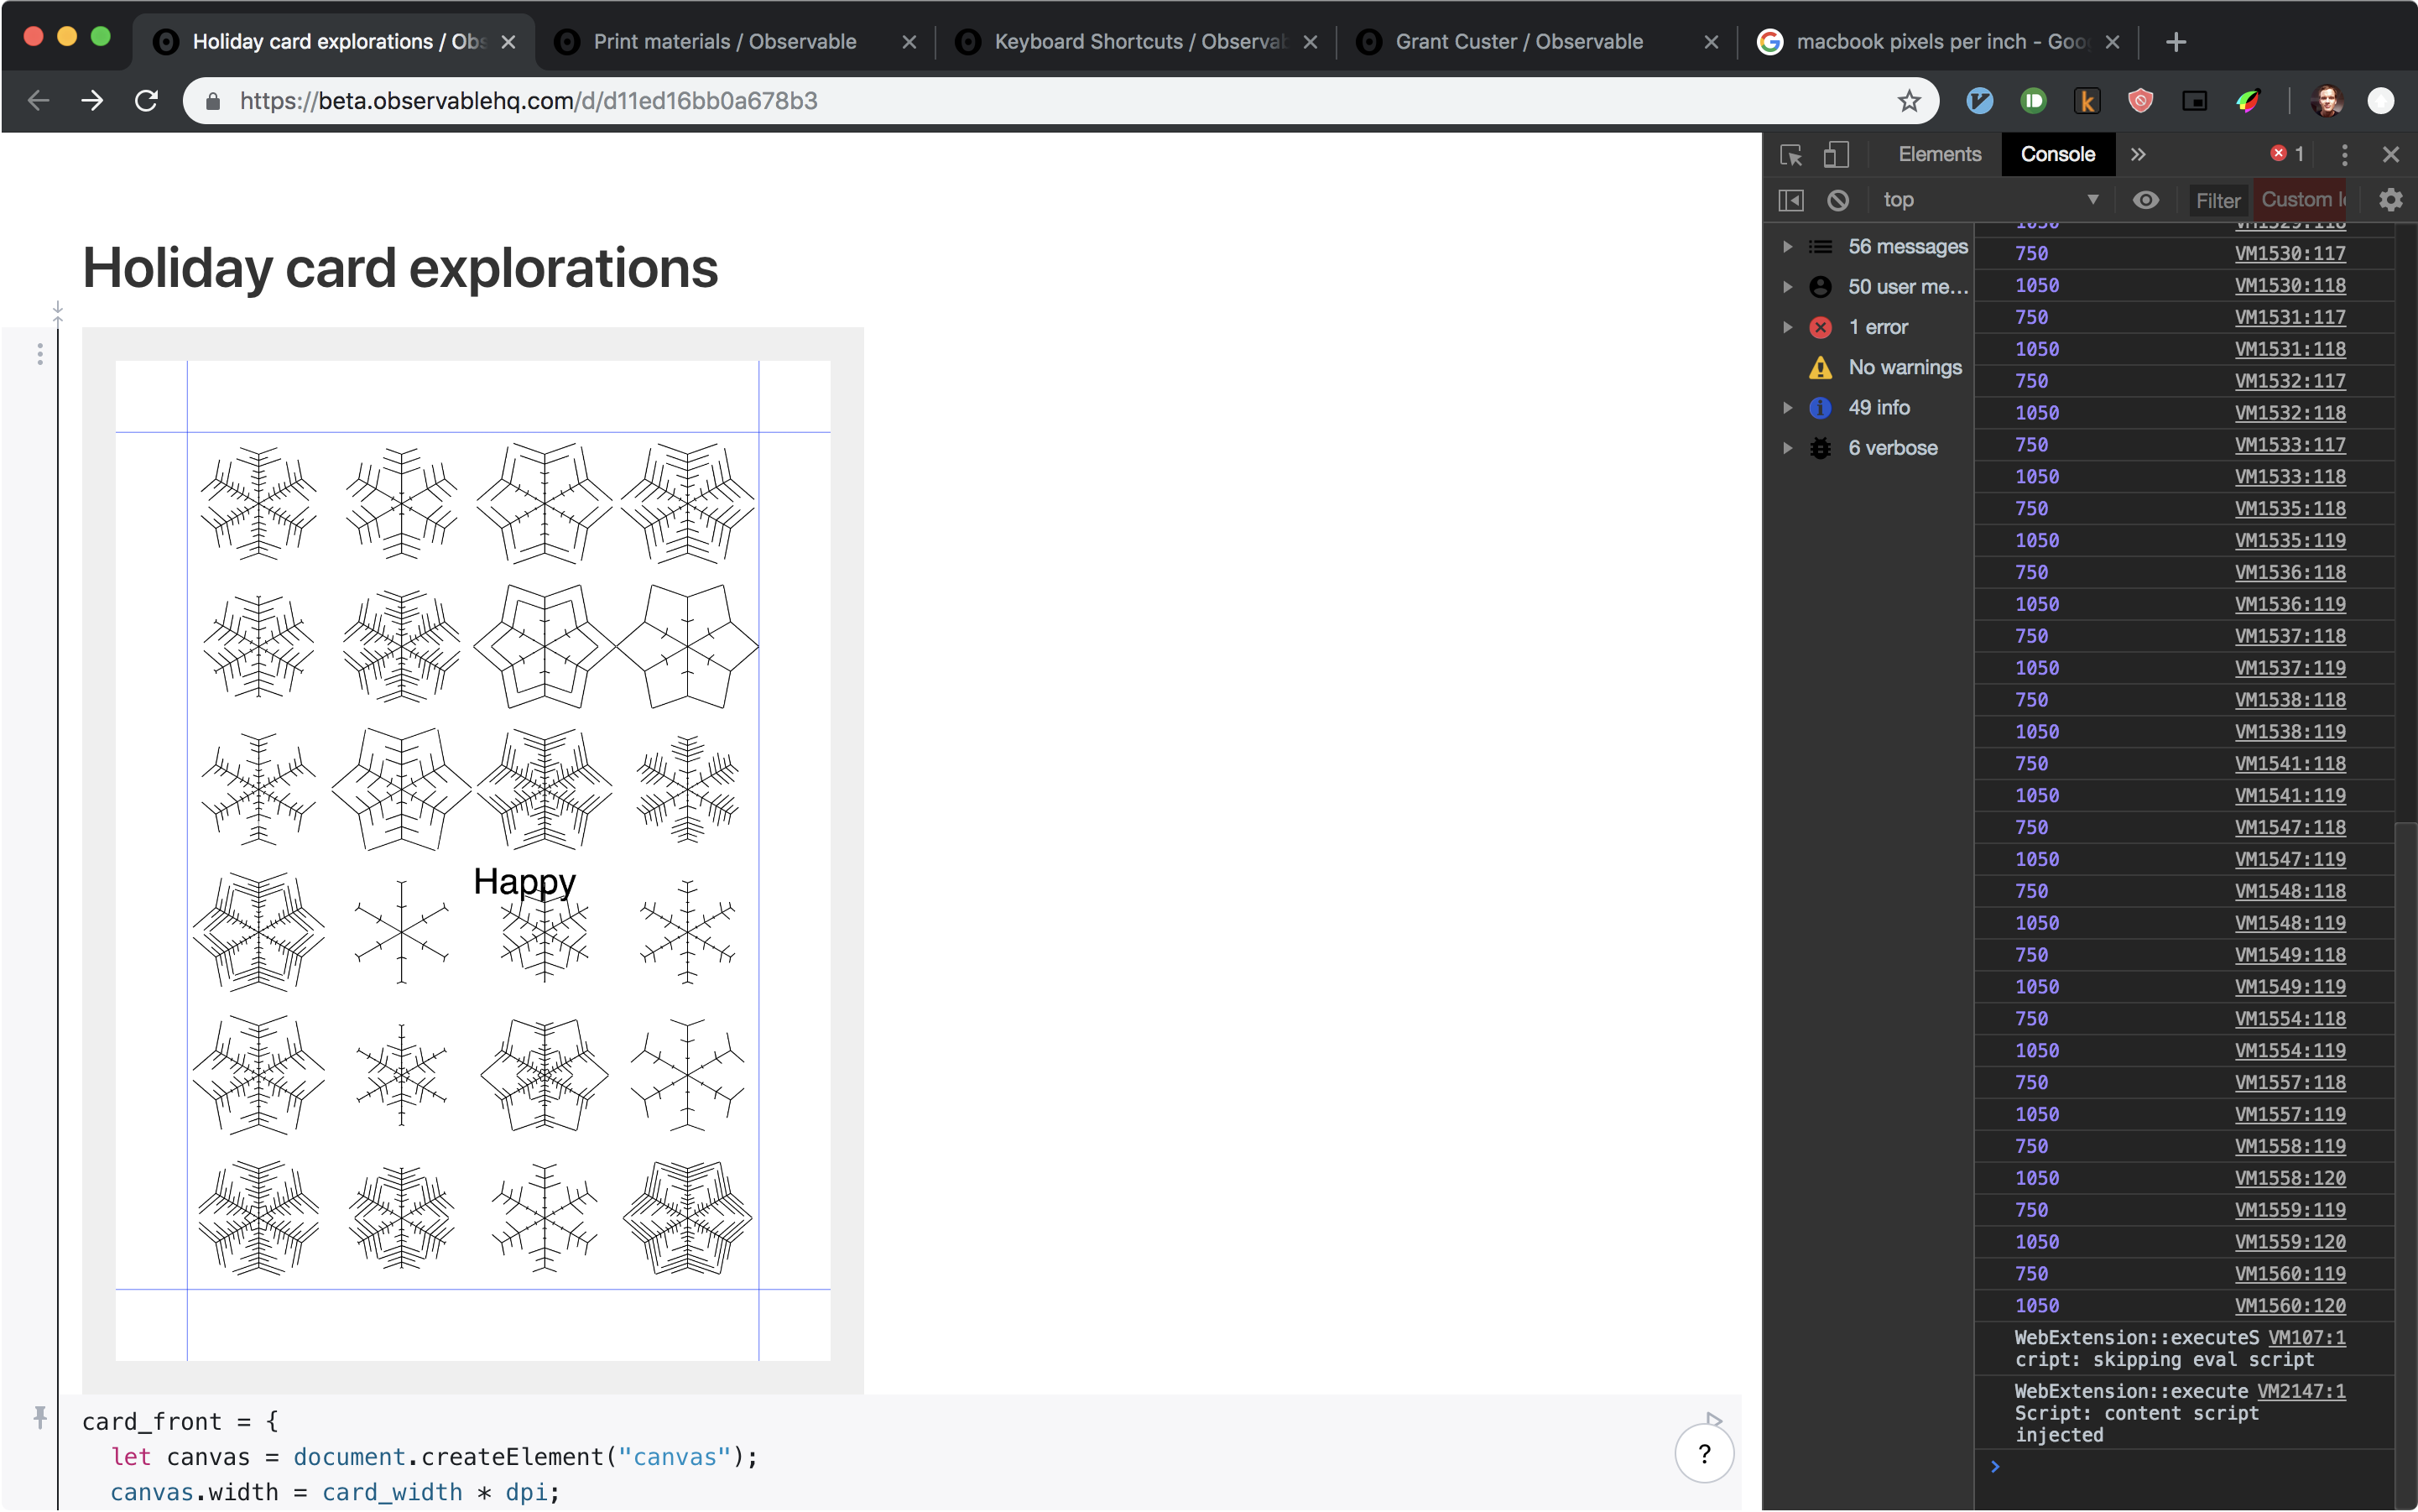 Holiday card explorations / Obs
Print materials / Observable
Keyboard Shortcuts / Observab
Grant Custer / Observable
macbook pixels per inch - Goog
https://beta.observablehq.com/d/d11ed16bb0a678b3
Elements
Console
1
top
Filter
Custom l
Holiday card explorations
Happy
card_front = {
let canvas = document.createElement("canvas");
canvas.width = card_width * dpi;
?
56 messages
50 user me…
1 error
No warnings
49 info
6 verbose
1050 VM1529:118
750 VM1530:117
1050 VM1530:118
750 VM1531:117
1050 VM1531:118
750 VM1532:117
1050 VM1532:118
750 VM1533:117
1050 VM1533:118
750 VM1535:118
1050 VM1535:119
750 VM1536:118
1050 VM1536:119
750 VM1537:118
1050 VM1537:119
750 VM1538:118
1050 VM1538:119
750 VM1541:118
1050 VM1541:119
750 VM1547:118
1050 VM1547:119
750 VM1548:118
1050 VM1548:119
750 VM1549:118
1050 VM1549:119
750 VM1554:118
1050 VM1554:119
750 VM1557:118
1050 VM1557:119
750 VM1558:119
1050 VM1558:120
750 VM1559:119
1050 VM1559:120
750 VM1560:119
1050 VM1560:120
WebExtension::executeS VM107:1
cript: skipping eval script
WebExtension::execute VM2147:1
Script: content script
injected